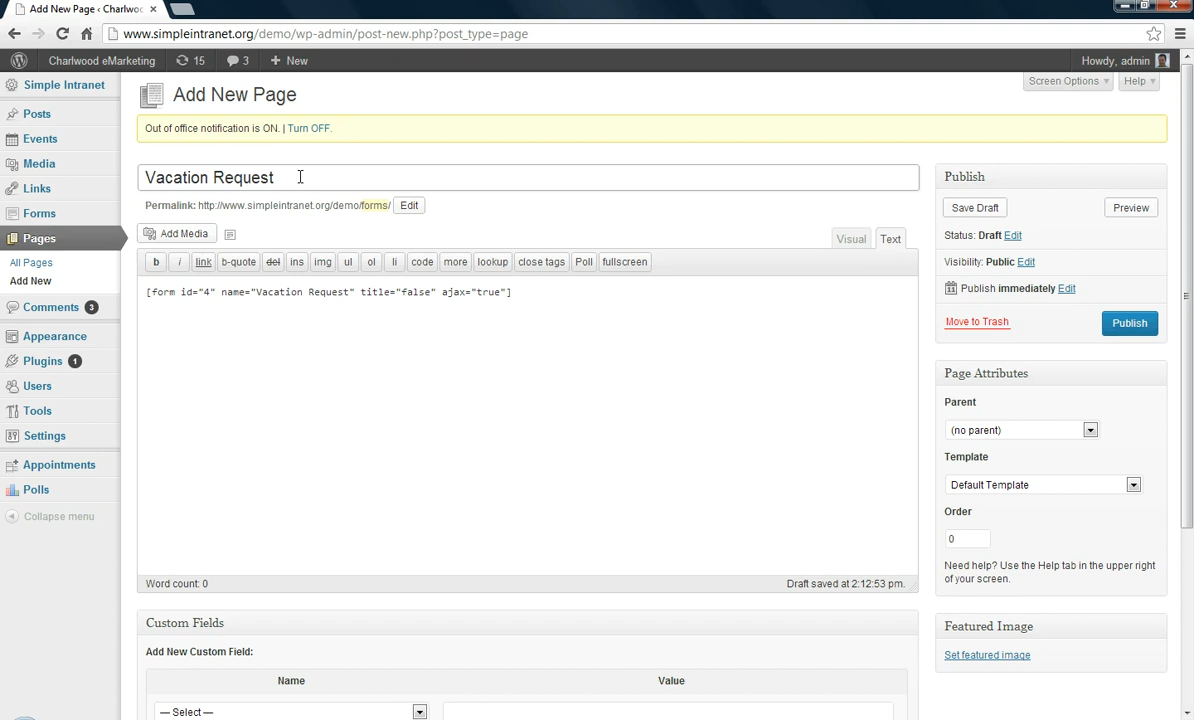 Add New Page ‹ Charlwoo
www.simpleintranet.org/demo/wp-admin/post-new.php?post_type=page
Charlwood eMarketing 15 3 + New Howdy, admin
Simple Intranet
Posts
Events
Media
Links
Forms
Pages
All Pages
Add New
Comments 3
Appearance
Plugins 1
Users
Tools
Settings
Appointments
Polls
Collapse menu
Screen Options Help
Add New Page
Out of office notification is ON. | Turn OFF.
Vacation Request
Permalink: http://www.simpleintranet.org/demo/forms/ Edit
Add Media
Visual Text
b i link b-quote del ins img ul ol li code more lookup close tags Poll fullscreen
[form id="4" name="Vacation Request" title="false" ajax="true"]
Word count: 0 Draft saved at 2:12:53 pm.
Custom Fields
Add New Custom Field:
Name Value
— Select —
Publish
Save Draft Preview
Status: Draft Edit
Visibility: Public Edit
Publish immediately Edit
Move to Trash Publish
Page Attributes
Parent
(no parent)
Template
Default Template
Order
0
Need help? Use the Help tab in the upper right
of your screen.
Featured Image
Set featured image